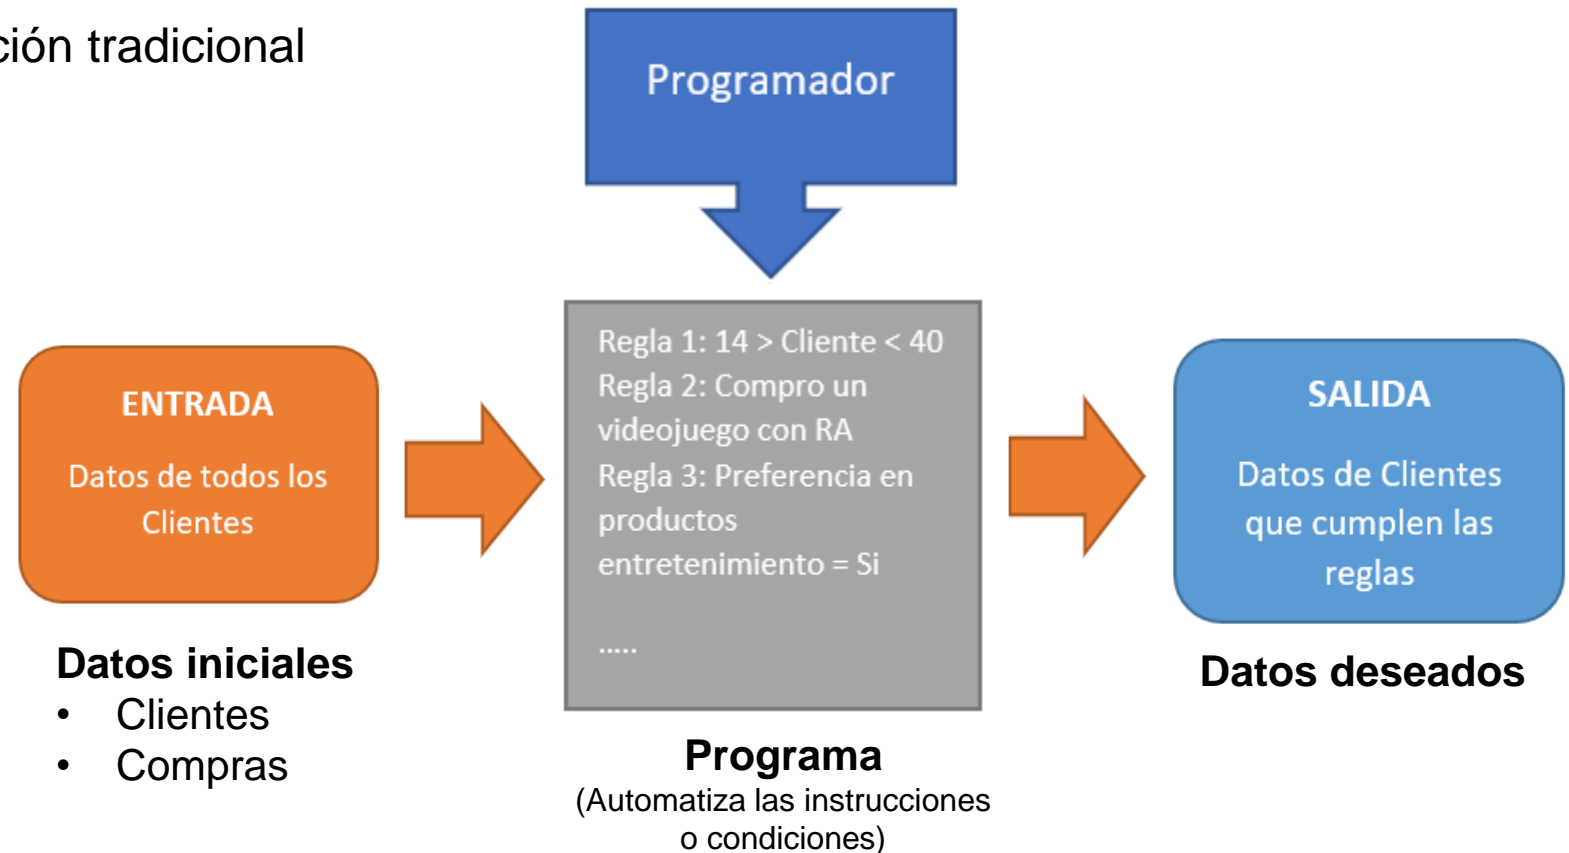 ción tradicional
Programador
Regla 1: 14 > Cliente < 40
Regla 2: Compro un
videojuego con RA
Regla 3: Preferencia en
productos
entretenimiento = Si
.....
ENTRADA
Datos de todos los
Clientes
SALIDA
Datos de Clientes
que cumplen las
reglas
Datos iniciales
• Clientes
• Compras
Programa
(Automatiza las instrucciones
o condiciones)
Datos deseados